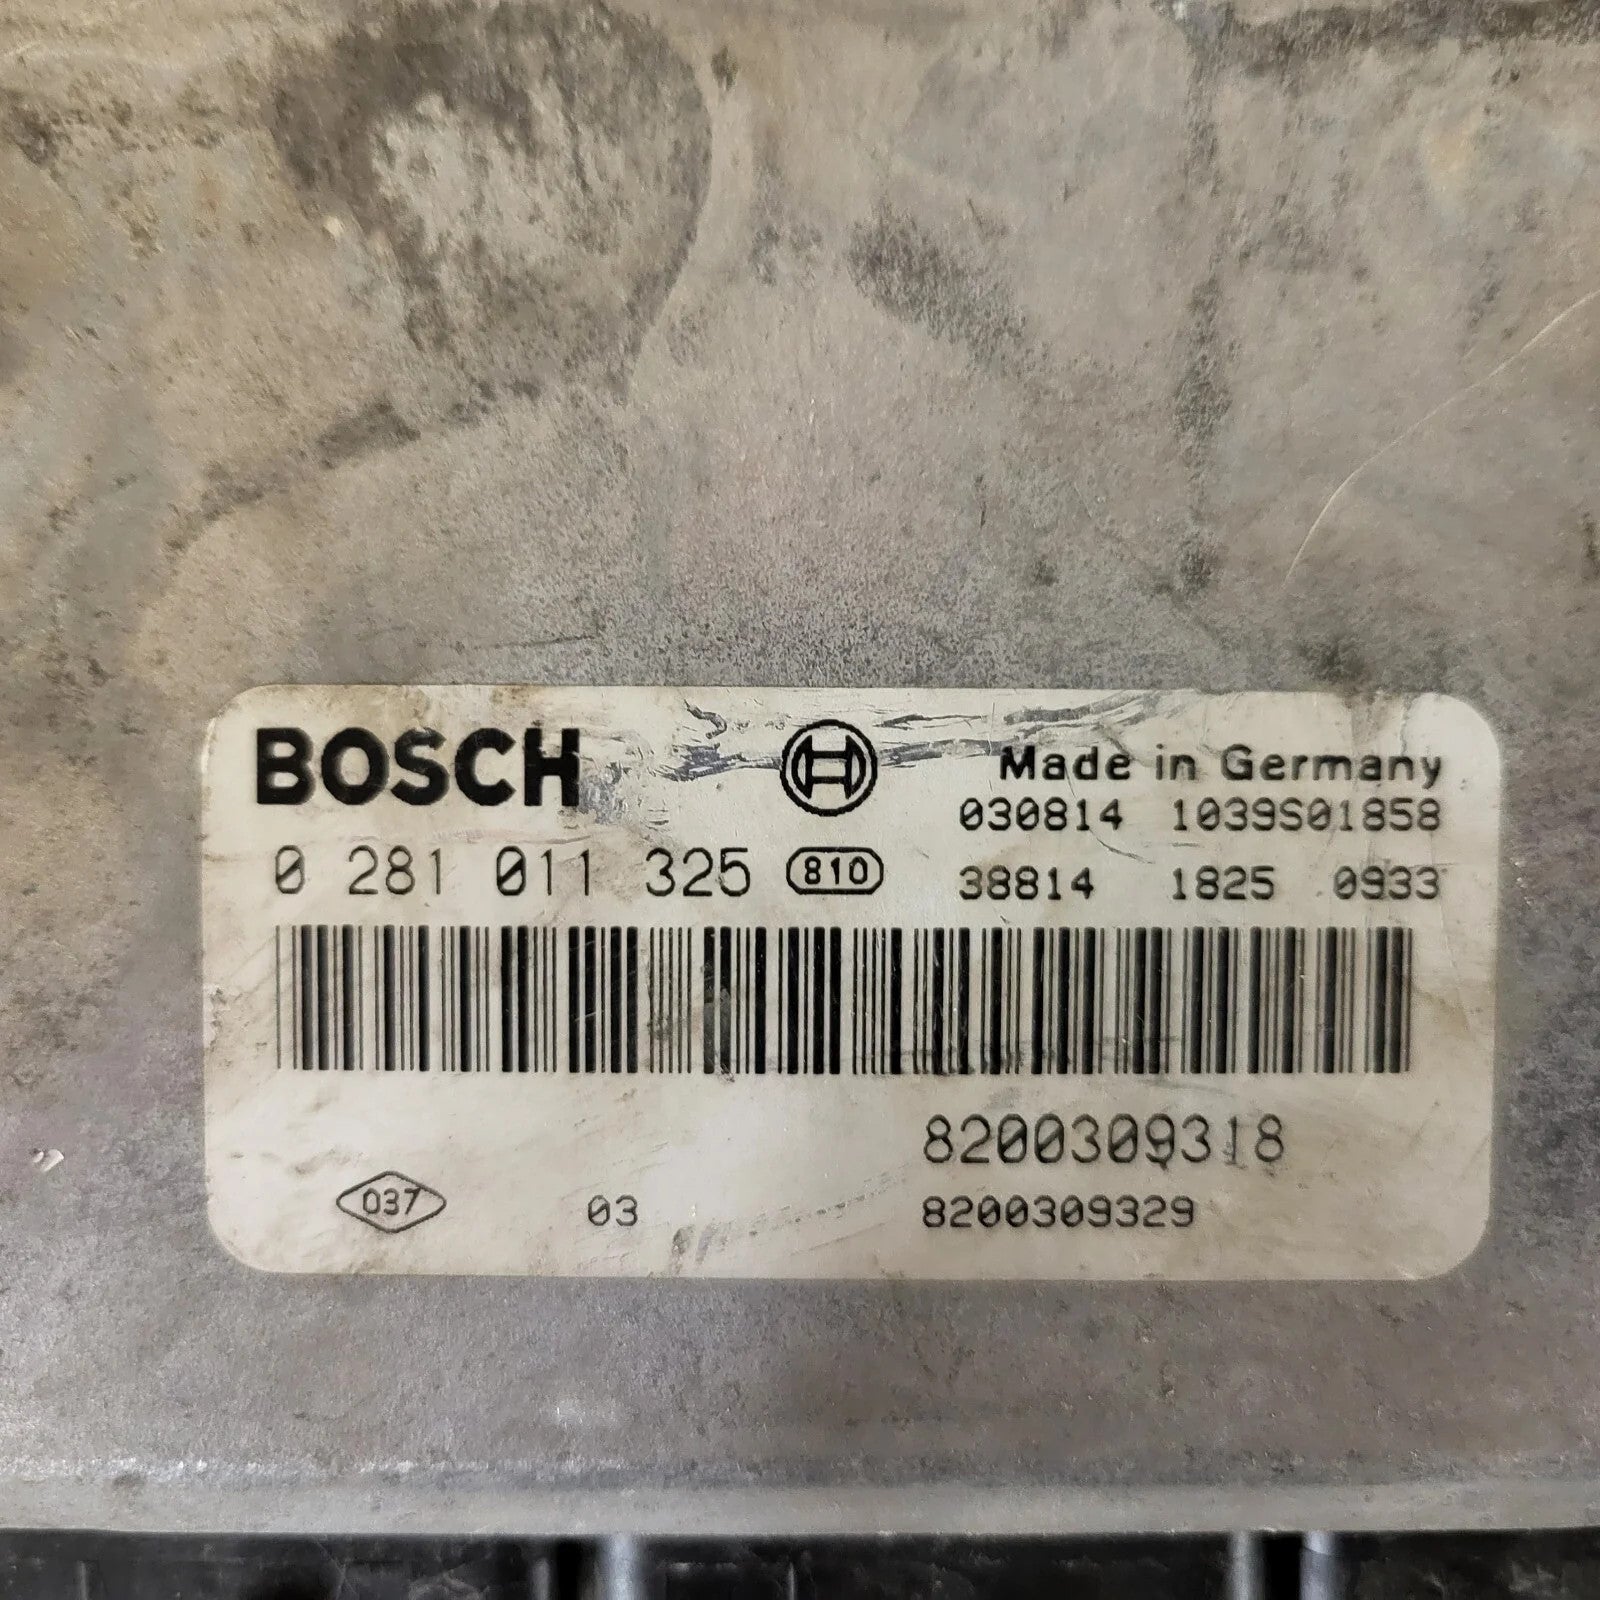 BOSCH
Made in Germany
030814 1039S01858
0 281 011 325 810
38814 1825 0933
8200309318
037 03 8200309329